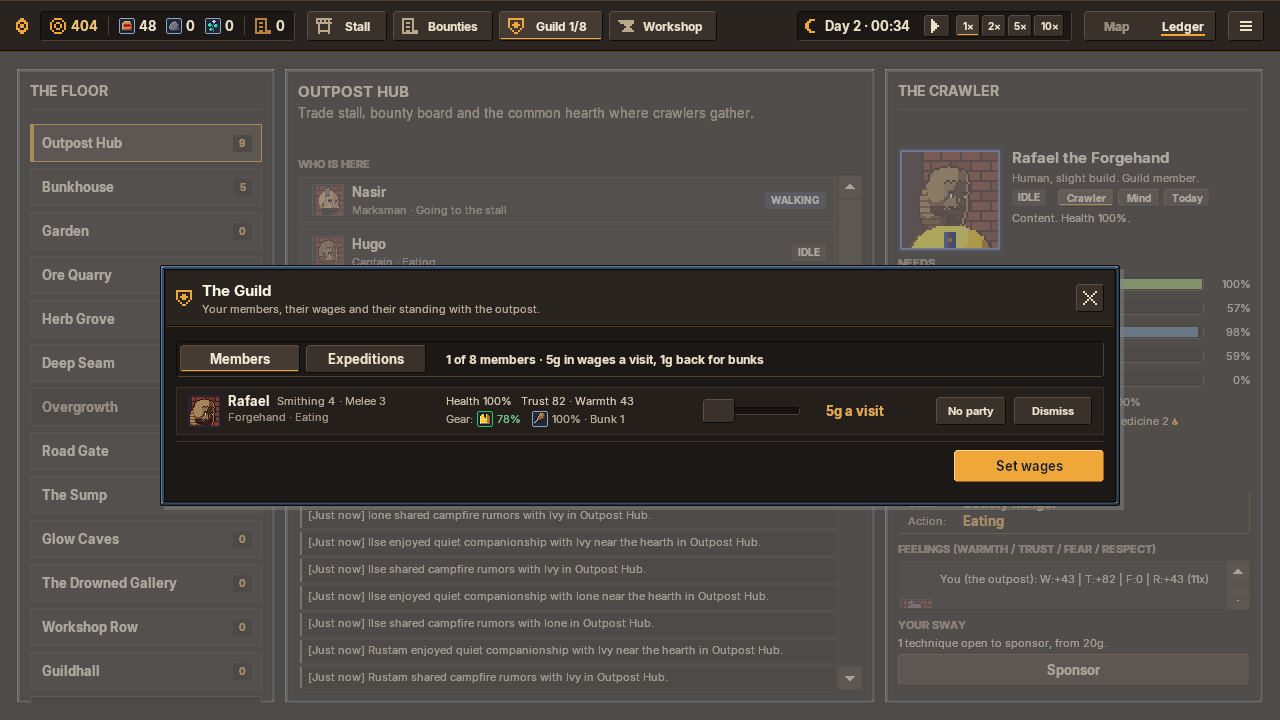 404 48 0 0 0 Stall Bounties Guild 1/8 Workshop Day 2 · 00:34 1x 2x 5x 10x Map Ledger
THE FLOOR
Outpost Hub 9
Bunkhouse 5
Garden 0
Ore Quarry
Herb Grove
Deep Seam
Overgrowth
Road Gate
The Sump
Glow Caves 0
The Drowned Gallery 0
Workshop Row 0
Guildhall 0
OUTPOST HUB
Trade stall, bounty board and the common hearth where crawlers gather.
WHO IS HERE
Nasir
Marksman · Going to the stall
WALKING
Hugo
Captain · Eating
IDLE
The Guild
Your members, their wages and their standing with the outpost.
Members Expeditions 1 of 8 members · 5g in wages a visit, 1g back for bunks
Rafael Smithing 4 · Melee 3
Forgehand · Eating
Health 100% Trust 82 · Warmth 43
Gear: 78% 100% · Bunk 1
5g a visit
No party Dismiss
Set wages
[Just now] Ione shared campfire rumors with Ivy in Outpost Hub.
[Just now] Ilse enjoyed quiet companionship with Ivy near the hearth in Outpost Hub.
[Just now] Ilse shared campfire rumors with Ivy in Outpost Hub.
[Just now] Ilse enjoyed quiet companionship with Ione near the hearth in Outpost Hub.
[Just now] Ilse shared campfire rumors with Ione in Outpost Hub.
[Just now] Rustam enjoyed quiet companionship with Ivy near the hearth in Outpost Hub.
[Just now] Rustam shared campfire rumors with Ivy in Outpost Hub.
THE CRAWLER
Rafael the Forgehand
Human, slight build. Guild member.
IDLE Crawler Mind Today
Content. Health 100%.
NEEDS
100%
57%
98%
59%
0%
Action: Eating
FEELINGS (WARMTH / TRUST / FEAR / RESPECT)
You (the outpost): W:+43 | T:+82 | F:0 | R:+43 (11x)
YOUR SWAY
1 technique open to sponsor, from 20g.
Sponsor